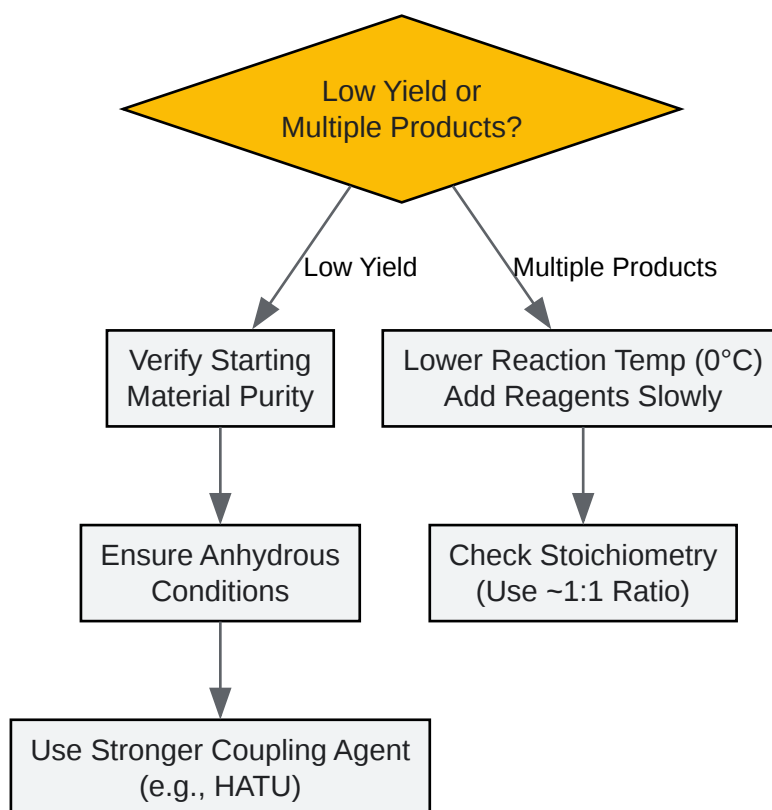 Low Yield or
Multiple Products?
Low Yield
Multiple Products
Verify Starting
Material Purity
Lower Reaction Temp (0°C)
Add Reagents Slowly
Ensure Anhydrous
Conditions
Check Stoichiometry
(Use ~1:1 Ratio)
Use Stronger Coupling Agent
(e.g., HATU)